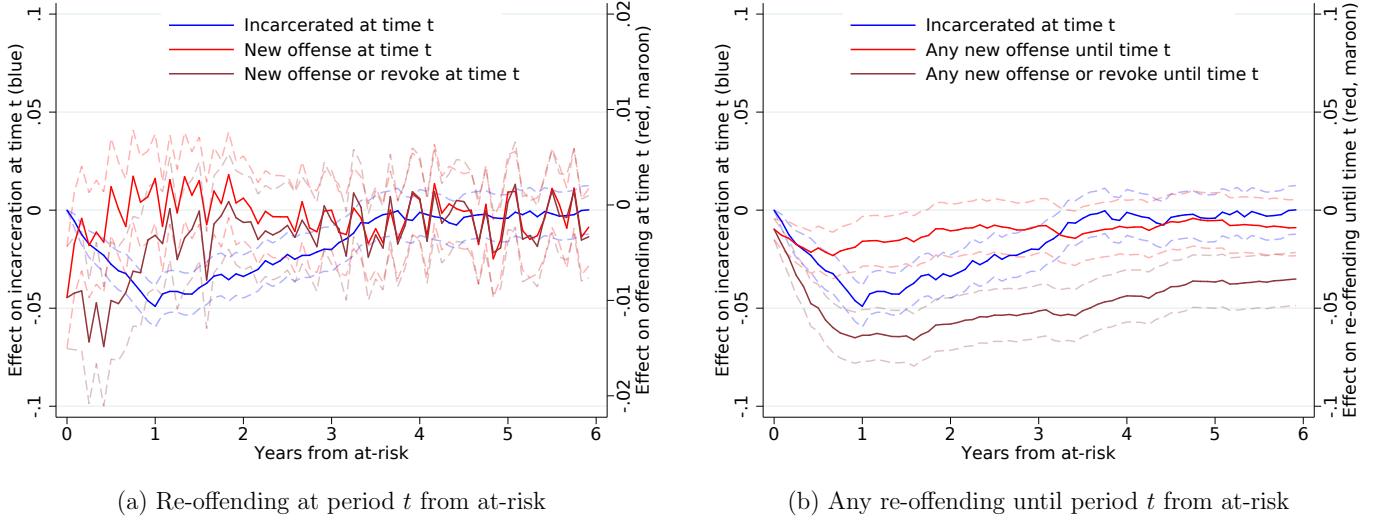 Effect on incarceration at time t (blue)
.1
.05
0
-.05
-.1
Incarcerated at time t
New offense at time t
New offense or revoke at time t
.02
.01
0
-.01
-.02
Effect on offending at time t (red, maroon)
0 1 2 3 4 5 6
Years from at-risk
(a) Re-offending at period t from at-risk
Effect on incarceration at time t (blue)
.1
.05
0
-.05
-.1
Incarcerated at time t
Any new offense until time t
Any new offense or revoke until time t
.1
.05
0
-.05
-.1
Effect on re-offending until time t (red, maroon)
0 1 2 3 4 5 6
Years from at-risk
(b) Any re-offending until period t from at-risk